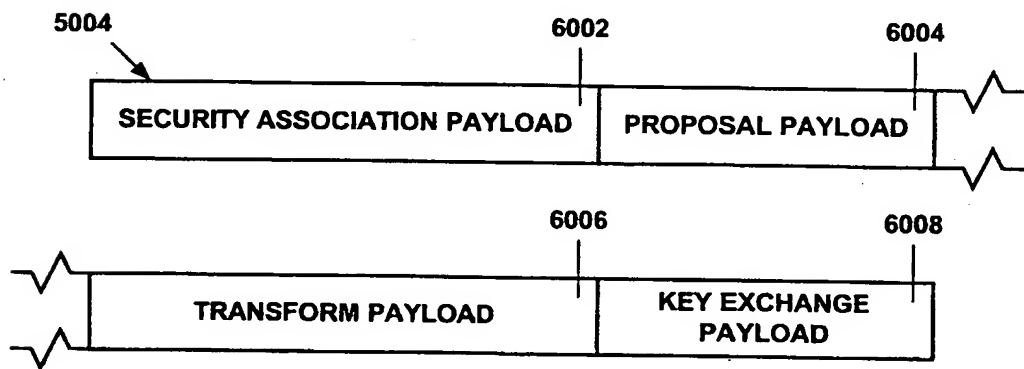 5004
6002
6004
SECURITY ASSOCIATION PAYLOAD
PROPOSAL PAYLOAD
6006
6008
TRANSFORM PAYLOAD
KEY EXCHANGE
PAYLOAD